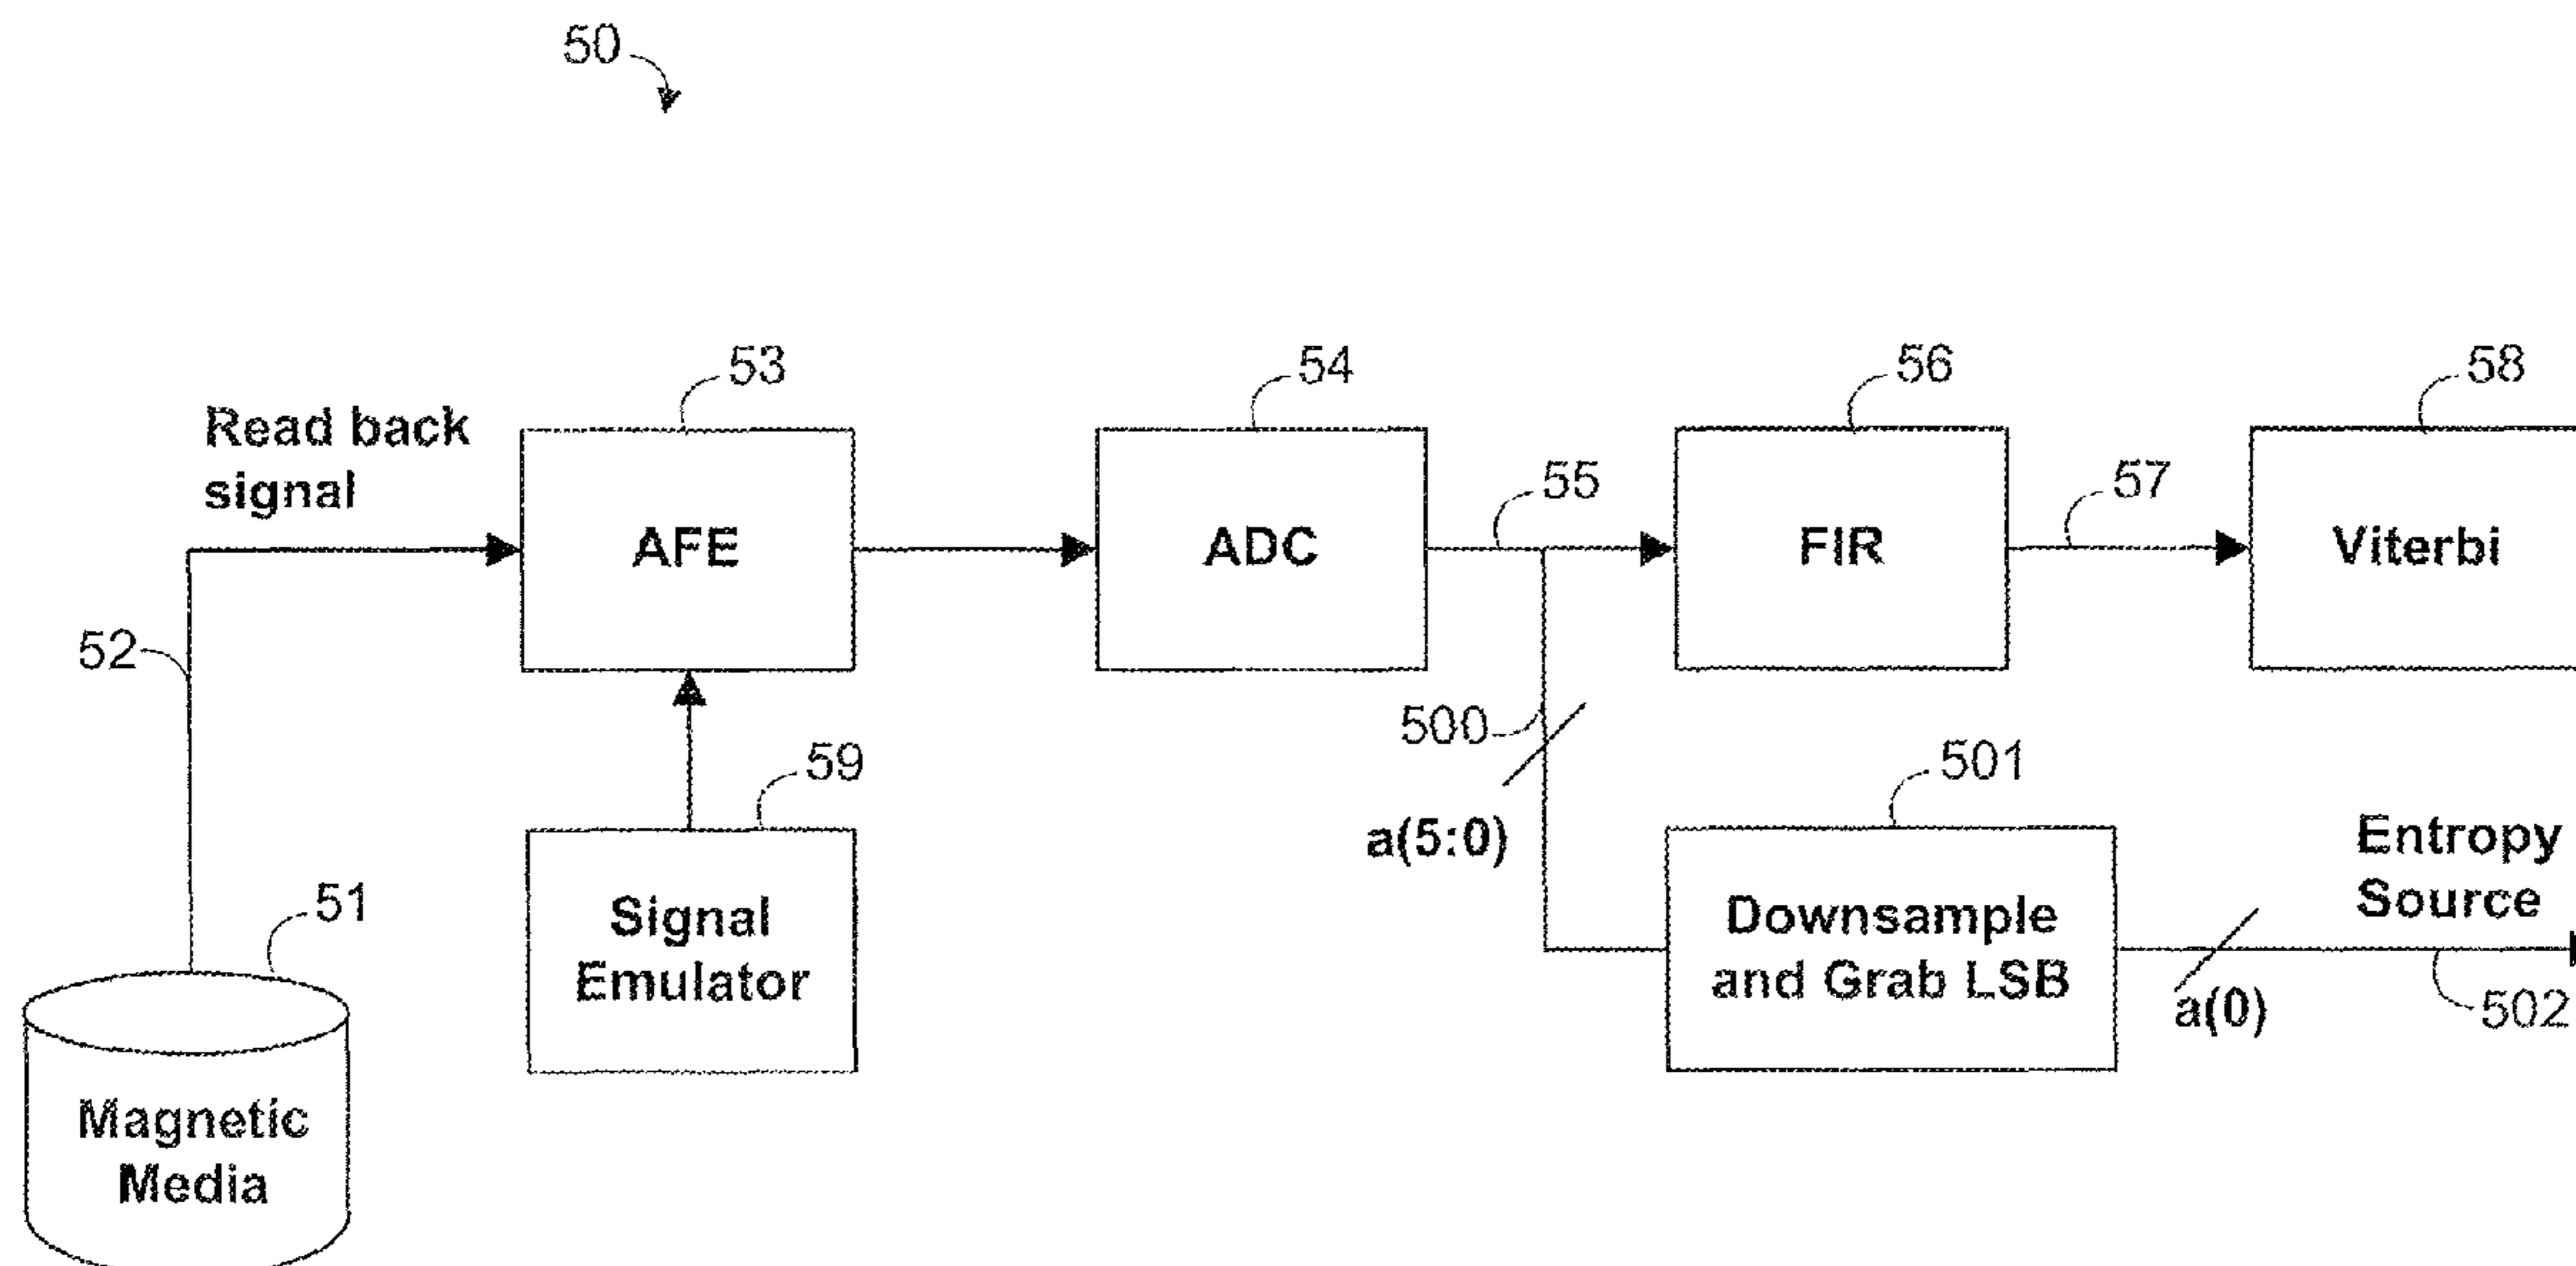 50
53
54
56
58
Read back
signal
55
57
AFE
ADC
FIR
Viterbi
52
500
59
501
a(5:0)
Entropy
Source
51
Signal
Emulator
Downsample
and Grab LSB
a(0)
502
Magnetic
Media